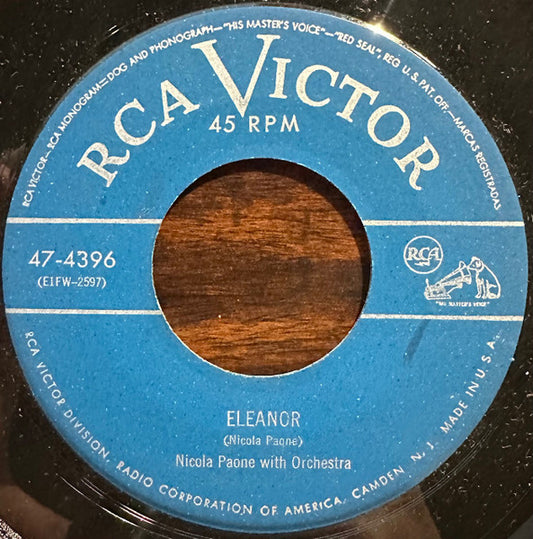 RCA VICTOR—RCA MONOGRAM—DOG AND PHONOGRAPH—"HIS MASTER'S VOICE"—"RED SEAL", REG U. S. PAT. OFF.—MARCAS REGISTRADAS
RCA VICTOR
45 RPM
47-4396
(E1FW-2597)
RCA
"HIS MASTER'S VOICE"
ELEANOR
(Nicola Paone)
Nicola Paone with Orchestra
RCA VICTOR DIVISION, RADIO CORPORATION OF AMERICA, CAMDEN, N. J. MADE IN U.S.A.